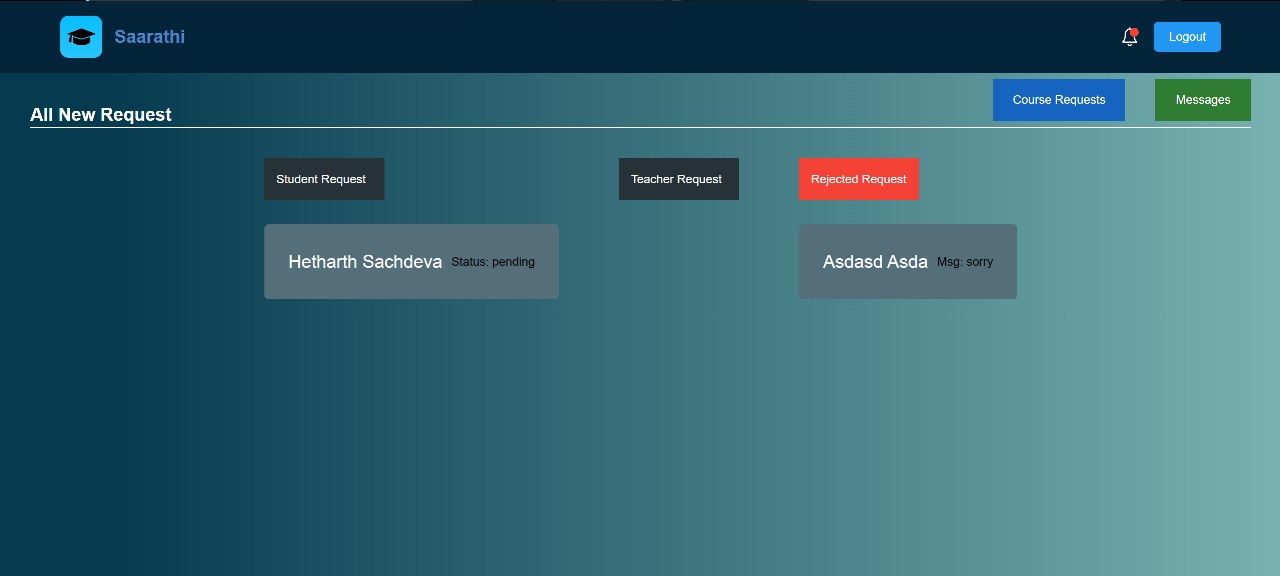 Saarathi
Logout
Course Requests
Messages
All New Request
Student Request
Teacher Request
Rejected Request
Hetharth Sachdeva Status: pending
Asdasd Asda Msg: sorry